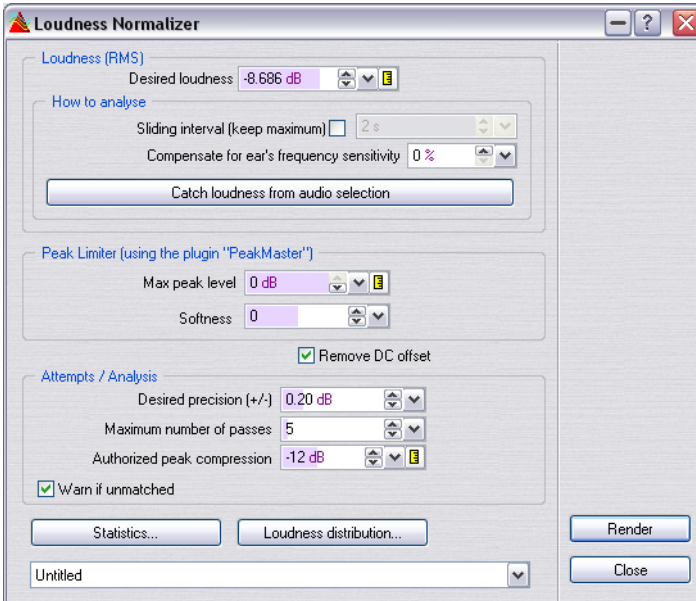 Loudness Normalizer
Loudness (RMS)
Desired loudness -8.686 dB
How to analyse
Sliding interval (keep maximum) 2 s
Compensate for ear's frequency sensitivity 0 %
Catch loudness from audio selection
Peak Limiter (using the plugin "PeakMaster")
Max peak level 0 dB
Softness 0
Remove DC offset
Attempts / Analysis
Desired precision (+/-) 0.20 dB
Maximum number of passes 5
Authorized peak compression -12 dB
Warn if unmatched
Statistics... Loudness distribution... Render
Untitled Close